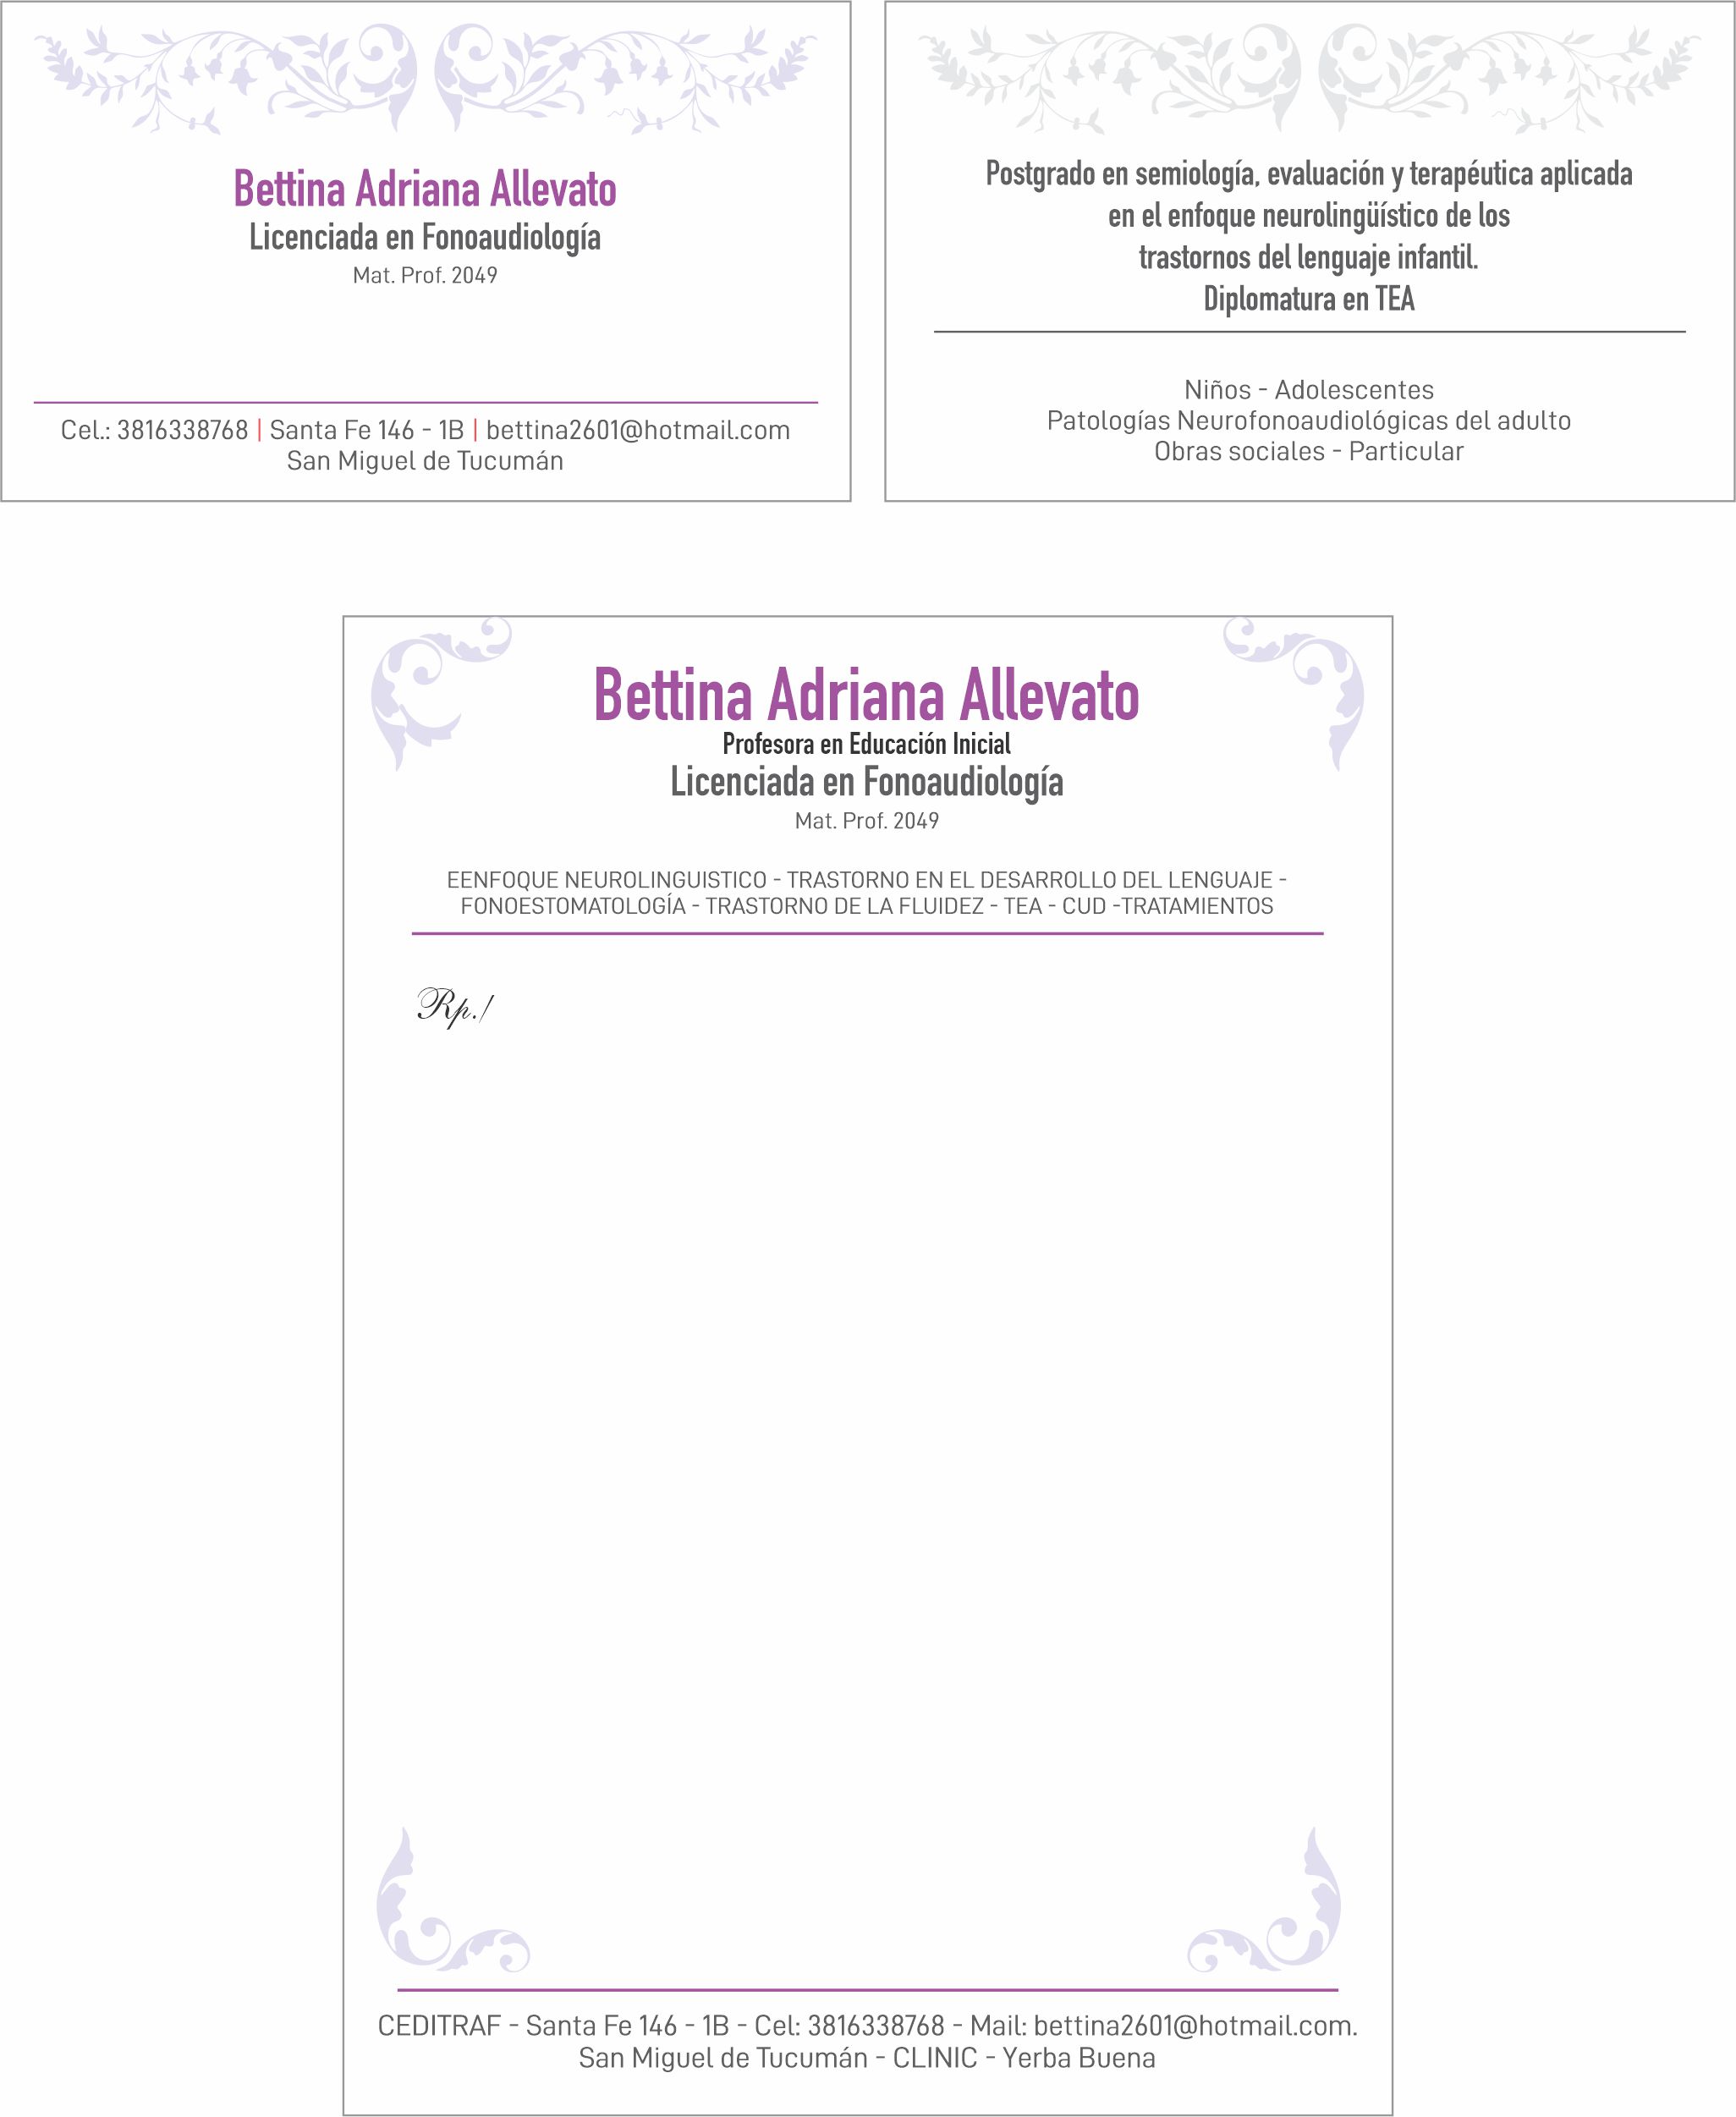 Bettina Adriana Allevato
Licenciada en Fonoaudiología
Mat. Prof. 2049
Cel.: 3816338768 | Santa Fe 146 - 1B | bettina2601@hotmail.com
San Miguel de Tucumán
Postgrado en semiología, evaluación y terapéutica aplicada
en el enfoque neurolingüístico de los
trastornos del lenguaje infantil.
Diplomatura en TEA
Niños - Adolescentes
Patologías Neurofonoaudiológicas del adulto
Obras sociales - Particular
Bettina Adriana Allevato
Profesora en Educación Inicial
Licenciada en Fonoaudiología
Mat. Prof. 2049
EENFOQUE NEUROLINGUISTICO - TRASTORNO EN EL DESARROLLO DEL LENGUAJE -
FONOESTOMATOLOGÍA - TRASTORNO DE LA FLUIDEZ - TEA - CUD -TRATAMIENTOS
Rp./
CEDITRAF - Santa Fe 146 - 1B - Cel: 3816338768 - Mail: bettina2601@hotmail.com.
San Miguel de Tucumán - CLINIC - Yerba Buena